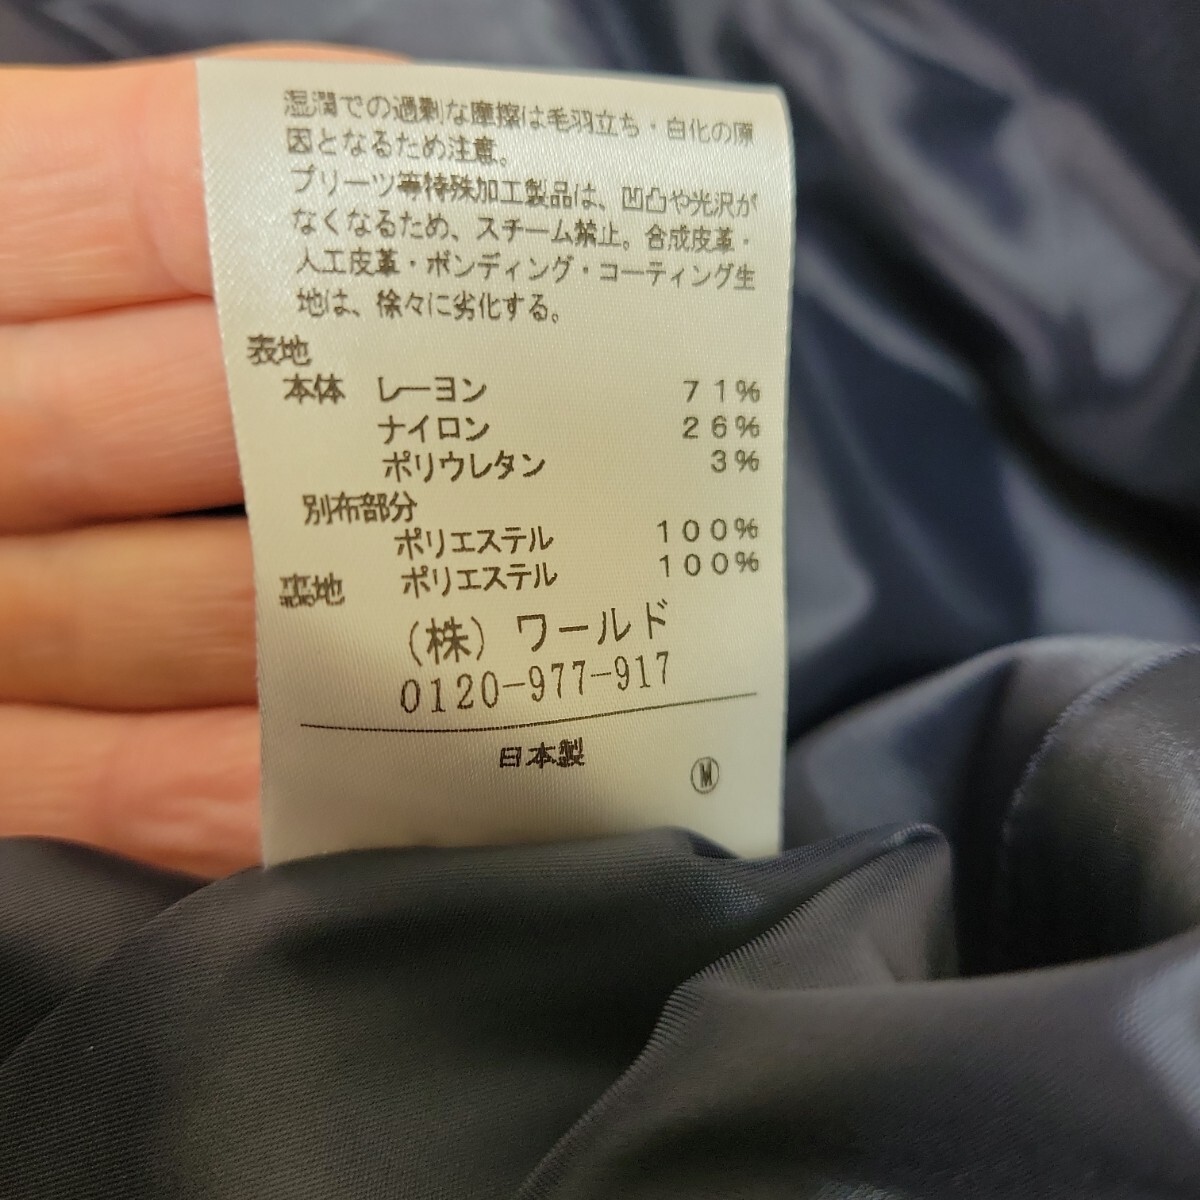 湿潤での過剰な摩擦は毛羽立ち・白化の原
因となるため注意。
プリーツ等特殊加工製品は、凹凸や光沢が
なくなるため、スチーム禁止。合成皮革・
人工皮革・ボンディング・コーティング生
地は、徐々に劣化する。
表地
本体 レーヨン 71%
ナイロン 26%
ポリウレタン 3%
別布部分
ポリエステル 100%
裏地 ポリエステル 100%
(株) ワールド
0120-977-917
日本製
Ⓜ